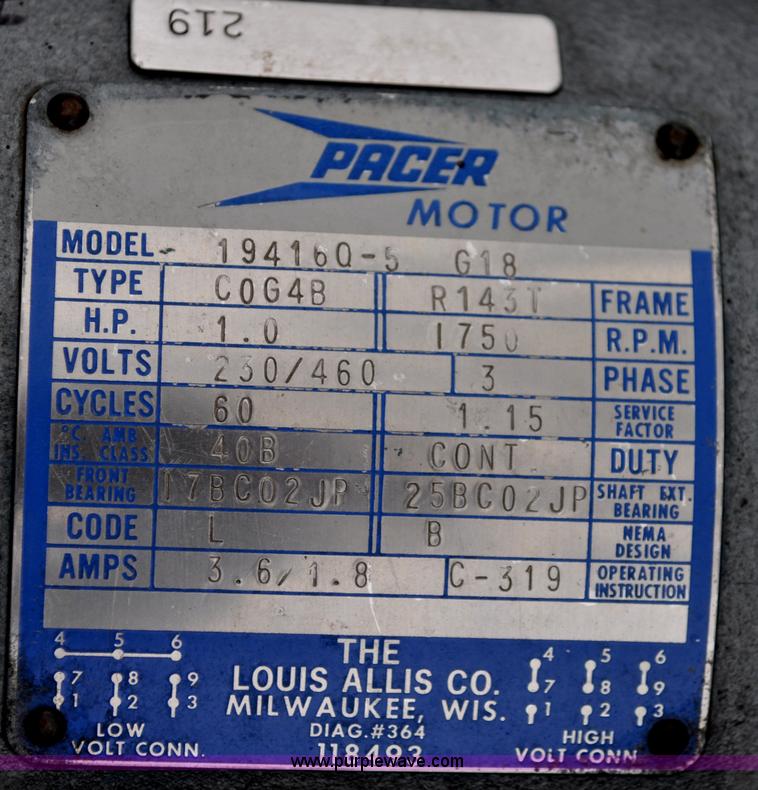 219
PACER
MOTOR
MODEL 19416Q-5 G18
TYPE C0G4B R143T FRAME
H.P. 1.0 1750 R.P.M.
VOLTS 230/460 3 PHASE
CYCLES 60 1.15 SERVICE FACTOR
°C. AMB INS. CLASS 40B CONT DUTY
FRONT BEARING 17BC02JP 25BC02JP SHAFT EXT. BEARING
CODE L B NEMA DESIGN
AMPS 3.6/1.8 C-319 OPERATING INSTRUCTION
4 5 6
7 8 9
1 2 3
LOW
VOLT CONN.
THE
LOUIS ALLIS CO.
MILWAUKEE, WIS.
DIAG.#364
118493
4 5 6
7 8 9
1 2 3
HIGH
VOLT CONN
www.purplewave.com